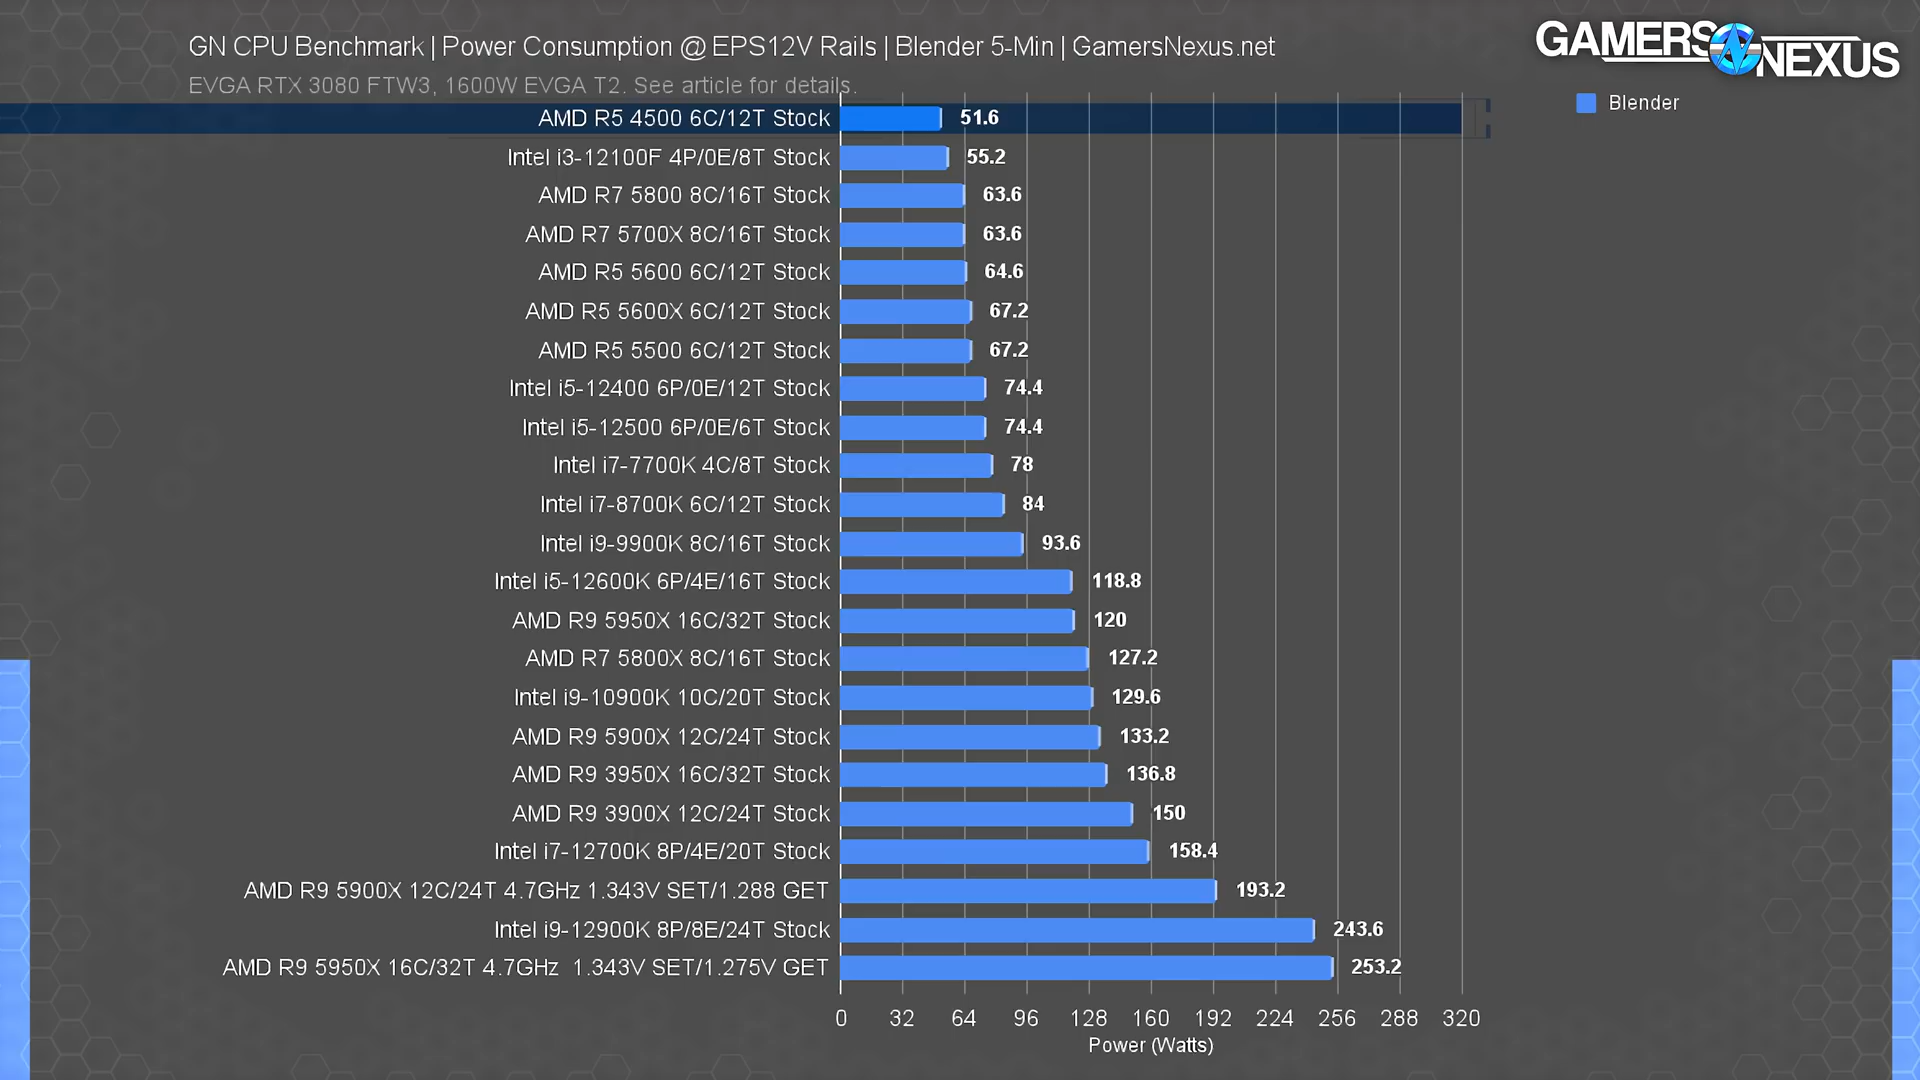 GN CPU Benchmark | Power Consumption @ EPS12V Rails | Blender 5-Min | GamersNexus.net
GAMERS NEXUS
EVGA RTX 3080 FTW3, 1600W EVGA T2. See article for details.
Blender
AMD R5 4500 6C/12T Stock 51.6
Intel i3-12100F 4P/0E/8T Stock 55.2
AMD R7 5800 8C/16T Stock 63.6
AMD R7 5700X 8C/16T Stock 63.6
AMD R5 5600 6C/12T Stock 64.6
AMD R5 5600X 6C/12T Stock 67.2
AMD R5 5500 6C/12T Stock 67.2
Intel i5-12400 6P/0E/12T Stock 74.4
Intel i5-12500 6P/0E/6T Stock 74.4
Intel i7-7700K 4C/8T Stock 78
Intel i7-8700K 6C/12T Stock 84
Intel i9-9900K 8C/16T Stock 93.6
Intel i5-12600K 6P/4E/16T Stock 118.8
AMD R9 5950X 16C/32T Stock 120
AMD R7 5800X 8C/16T Stock 127.2
Intel i9-10900K 10C/20T Stock 129.6
AMD R9 5900X 12C/24T Stock 133.2
AMD R9 3950X 16C/32T Stock 136.8
AMD R9 3900X 12C/24T Stock 150
Intel i7-12700K 8P/4E/20T Stock 158.4
AMD R9 5900X 12C/24T 4.7GHz 1.343V SET/1.288 GET 193.2
Intel i9-12900K 8P/8E/24T Stock 243.6
AMD R9 5950X 16C/32T 4.7GHz 1.343V SET/1.275V GET 253.2
0 32 64 96 128 160 192 224 256 288 320
Power (Watts)